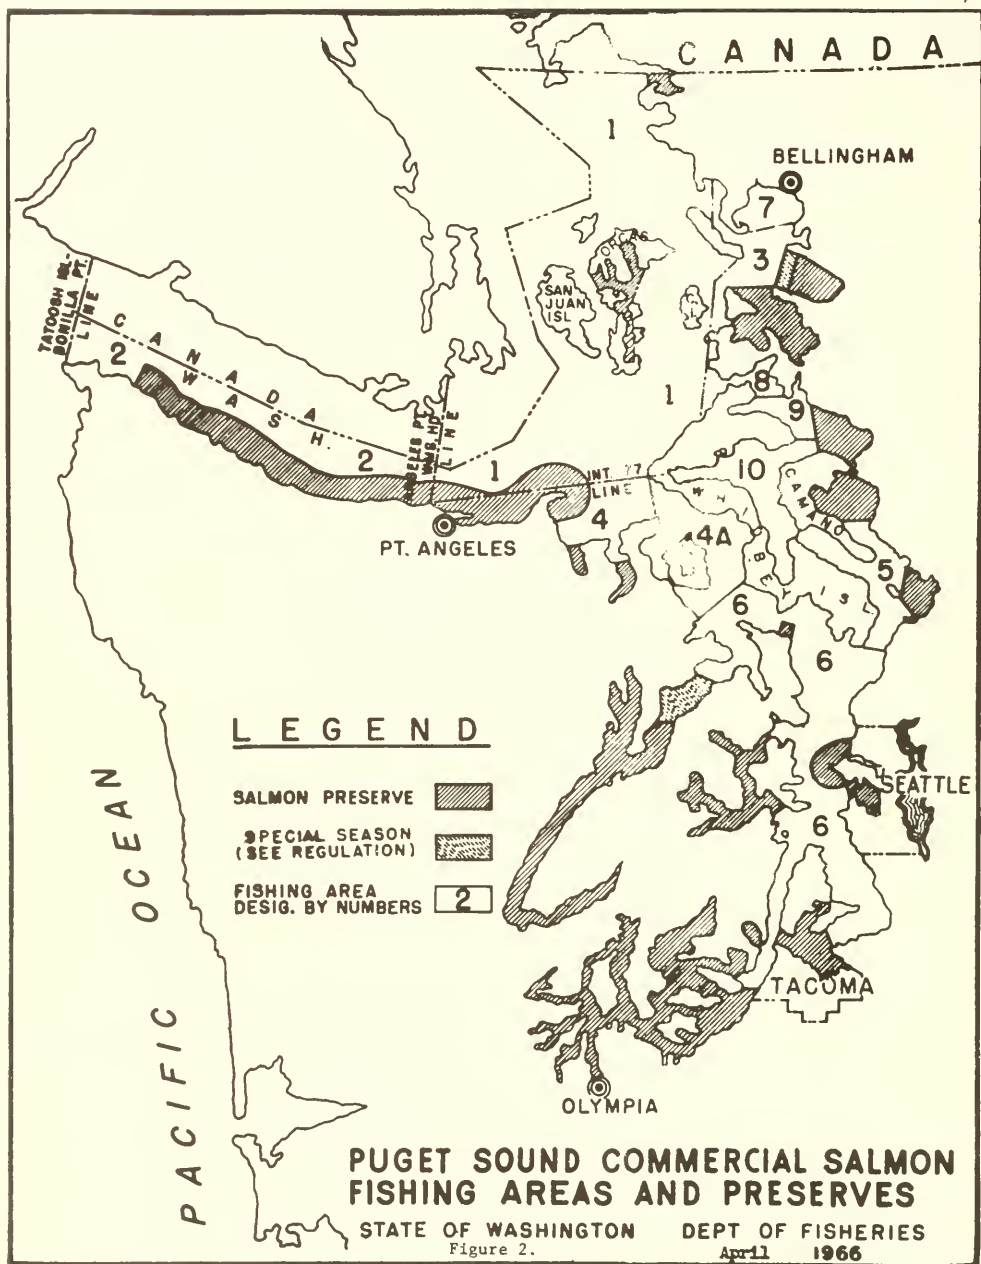 C A N A D A
1
BELLINGHAM
7
ORCAS
3
SAN
JUAN
ISL
TATOOSH ISL.
BONILLA PT.
LINE
CANADA
WASH.
2
8
1
9
ANGELES PT.
LINE
2
1
INT. 77
LINE
10
WHIDBEY ISL
CAMANO
4
4A
PT. ANGELES
5
6
6
LEGEND
SALMON PRESERVE
SPECIAL SEASON
(SEE REGULATION)
FISHING AREA
DESIG. BY NUMBERS
2
SEATTLE
6
PACIFIC OCEAN
TACOMA
OLYMPIA
PUGET SOUND COMMERCIAL SALMON
FISHING AREAS AND PRESERVES
STATE OF WASHINGTON DEPT OF FISHERIES
Figure 2.
April 1966